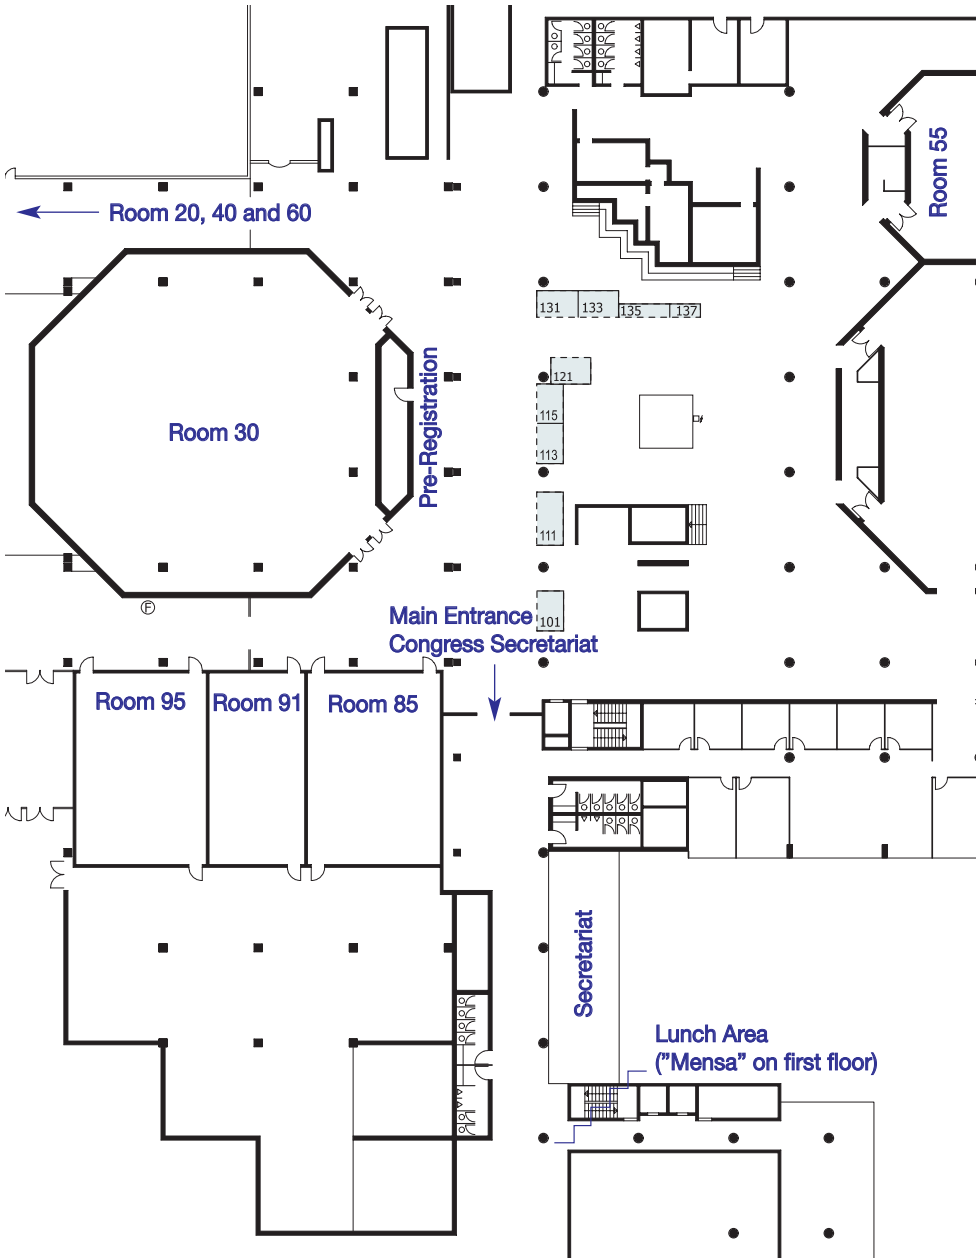 Room 55
Room 20, 40 and 60
131
133
135
137
Pre-Registration
121
115
Room 30
113
111
F
Main Entrance
Congress Secretariat
101
Room 95
Room 91
Room 85
Secretariat
Lunch Area
("Mensa" on first floor)